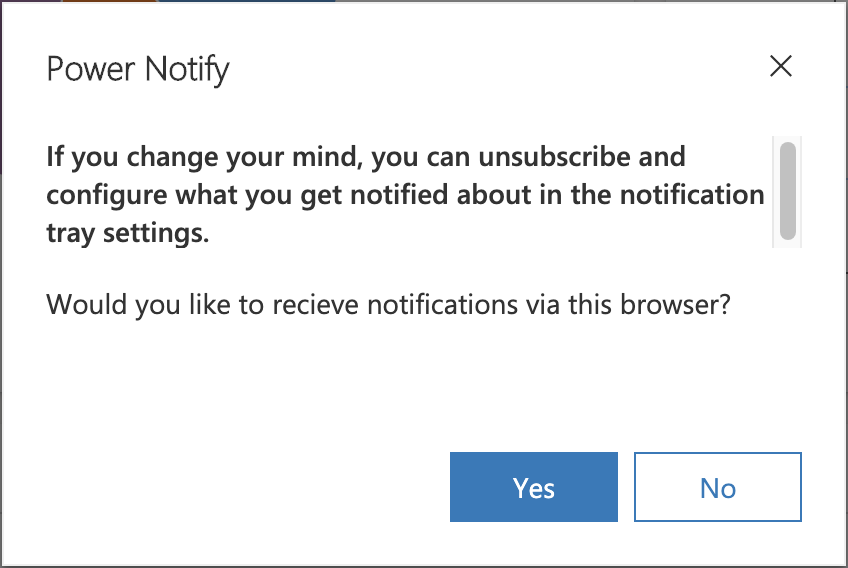 Power Notify
If you change your mind, you can unsubscribe and
configure what you get notified about in the notification
tray settings.
Would you like to recieve notifications via this browser?
Yes
No